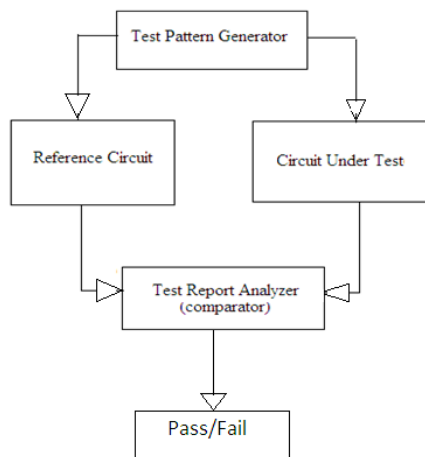 Test Pattern Generator
Reference Circuit
Circuit Under Test
Test Report Analyzer
(comparator)
Pass/Fail